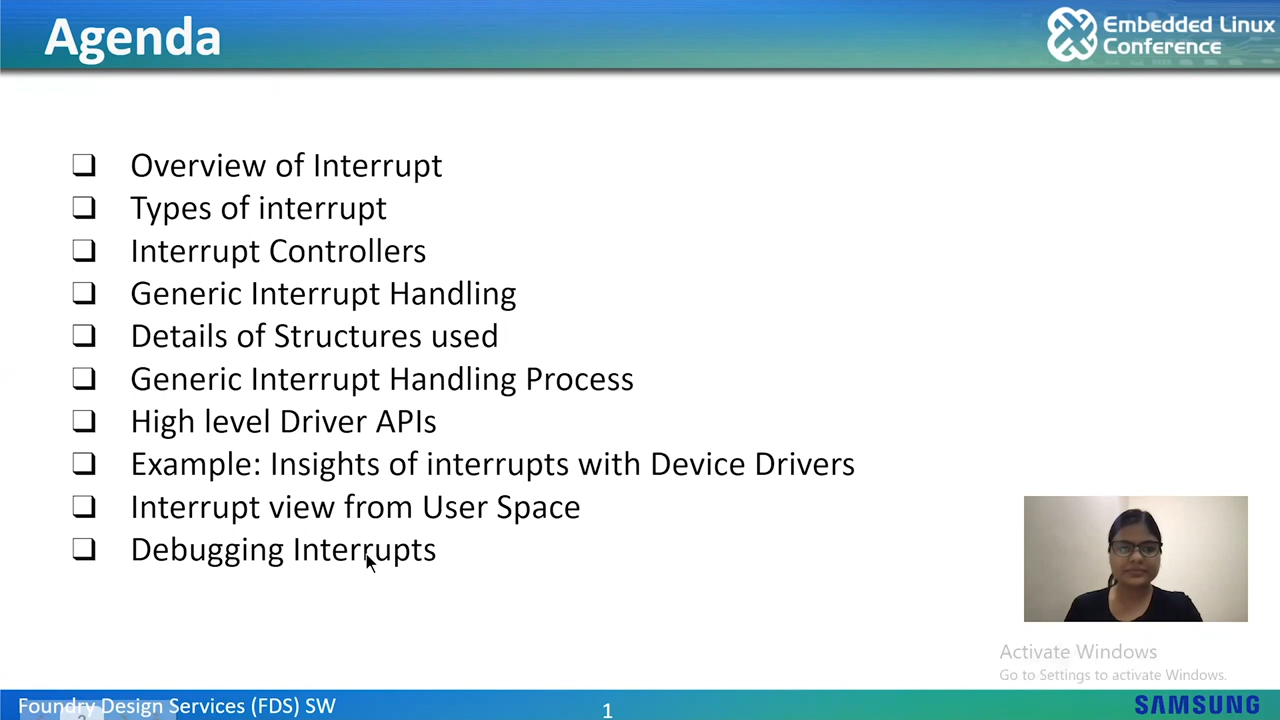 Agenda
Embedded Linux
Conference
Overview of Interrupt
Types of interrupt
Interrupt Controllers
Generic Interrupt Handling
Details of Structures used
Generic Interrupt Handling Process
High level Driver APIs
Example: Insights of interrupts with Device Drivers
Interrupt view from User Space
Debugging Interrupts
Activate Windows
Go to Settings to activate Windows.
Foundry Design Services (FDS) SW
1
SAMSUNG